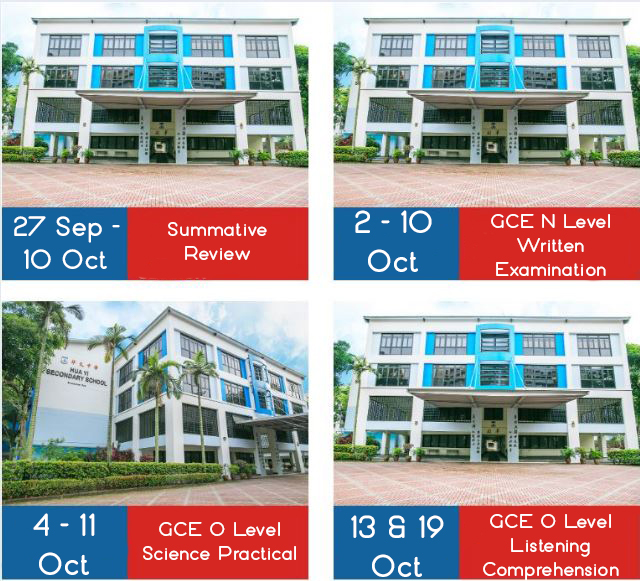 27 Sep -
10 Oct
Summative
Review
2 - 10
Oct
GCE N Level
Written
Examination
HUA YI
SECONDARY SCHOOL
4 - 11
Oct
GCE O Level
Science Practical
13 & 19
Oct
GCE O Level
Listening
Comprehension